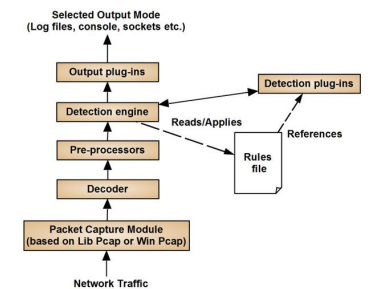 Selected Output Mode
(Log files, console, sockets etc.)
Output plug-ins
Detection plug-ins
Detection engine
Reads/Applies
References
Pre-processors
Rules
file
Decoder
Packet Capture Module
(based on Lib Pcap or Win Pcap)
Network Traffic